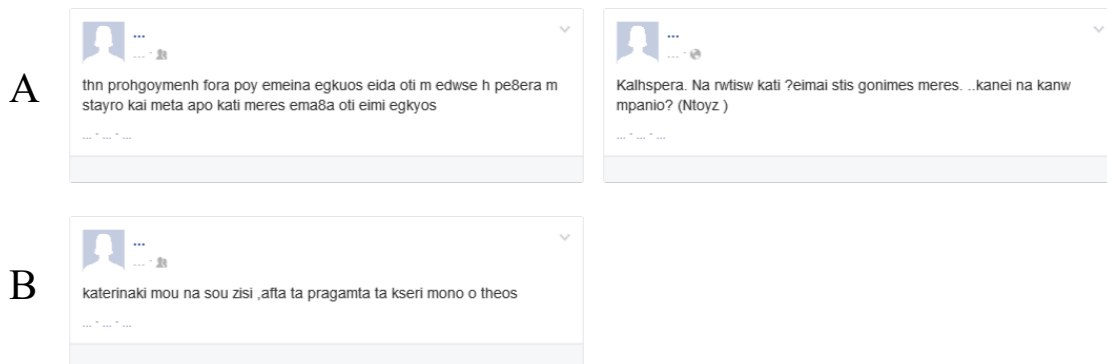 A
...
... ·
thn prohgoymenh fora poy emeina egkuos eida oti m edwse h pe8era m
stayro kai meta apo kati meres ema8a oti eimi egkyos
... · ... · ...
...
... ·
Kalhspera. Na rwtisw kati ?eimai stis gonimes meres. ..kanei na kanw
mpanio? (Ntoyz )
... · ... · ...
B
...
... ·
katerinaki mou na sou zisi ,afta ta pragamta ta kseri mono o theos
... · ... · ...